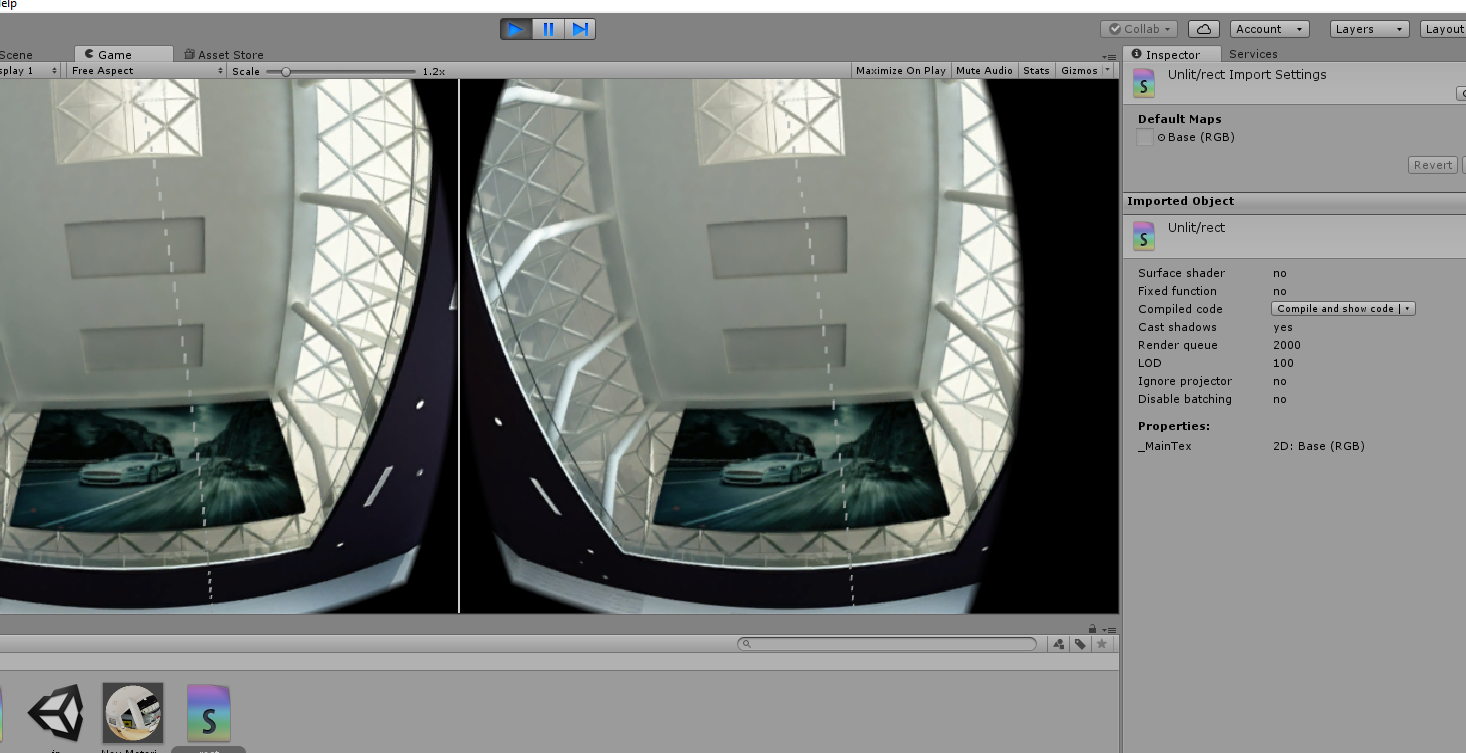 elp
Collab
Account
Layers
Layout
Scene
Game
Asset Store
Inspector
Services
splay 1
Free Aspect
Scale
1.2x
Maximize On Play
Mute Audio
Stats
Gizmos
Unlit/rect Import Settings
Default Maps
Base (RGB)
Revert
Imported Object
Unlit/rect
Surface shader no
Fixed function no
Compiled code Compile and show code
Cast shadows yes
Render queue 2000
LOD 100
Ignore projector no
Disable batching no
Properties:
_MainTex 2D: Base (RGB)